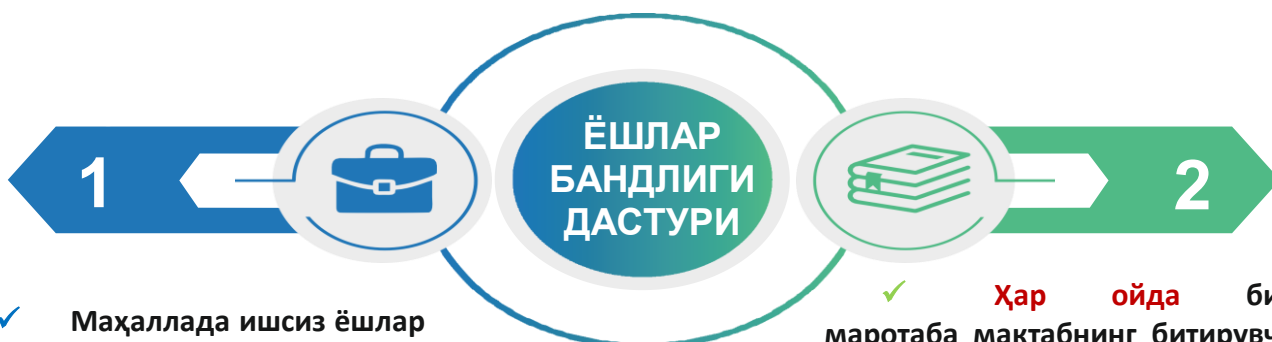 1
ЁШЛАР
БАНДЛИГИ
ДАСТУРИ
2
✓ Маҳаллада ишсиз ёшлар
✓ Ҳар ойда
маротаба мактабнинг